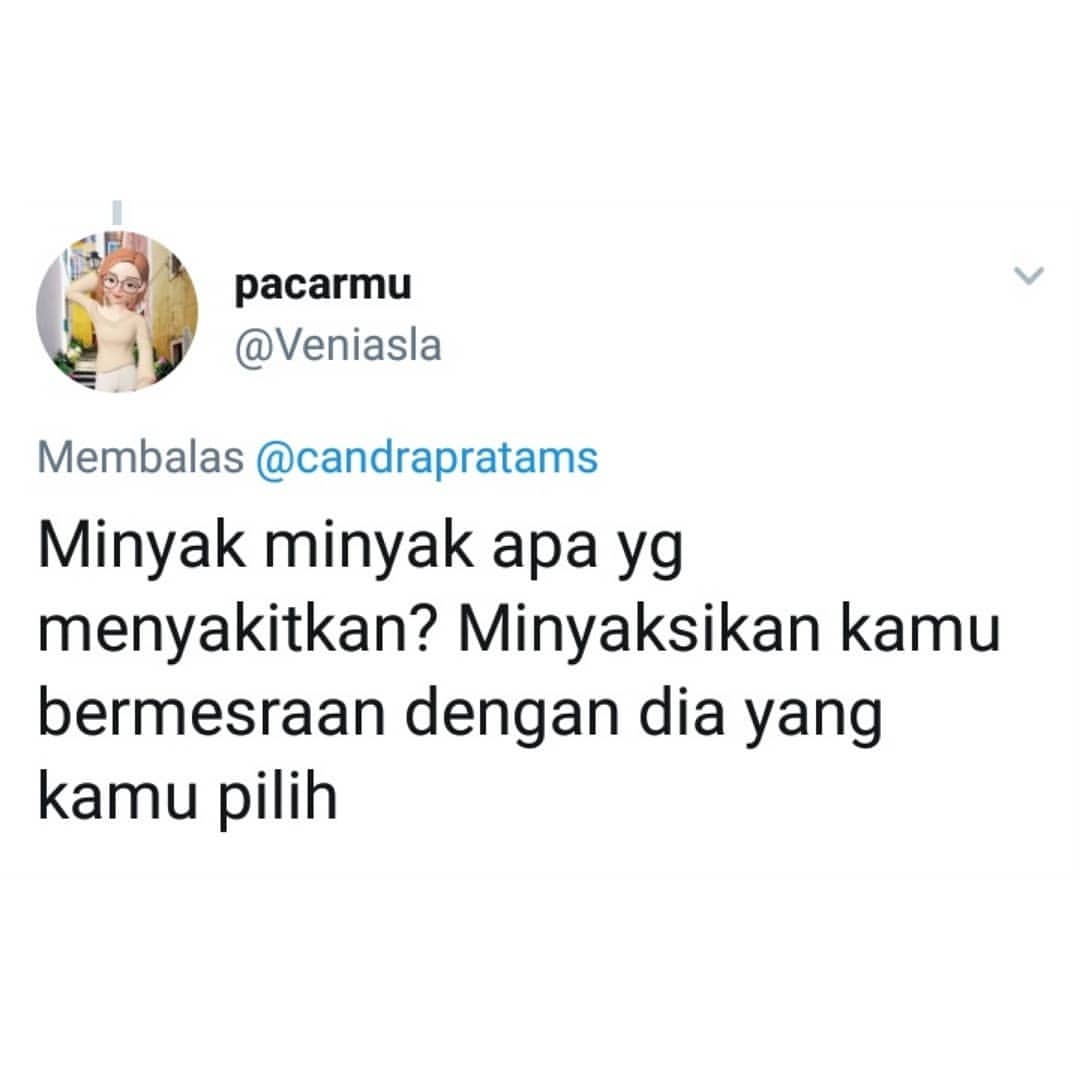 pacarmu
@Veniasla
Membalas @candrapratams
Minyak minyak apa yg
menyakitkan? Minyaksikan kamu
bermesraan dengan dia yang
kamu pilih